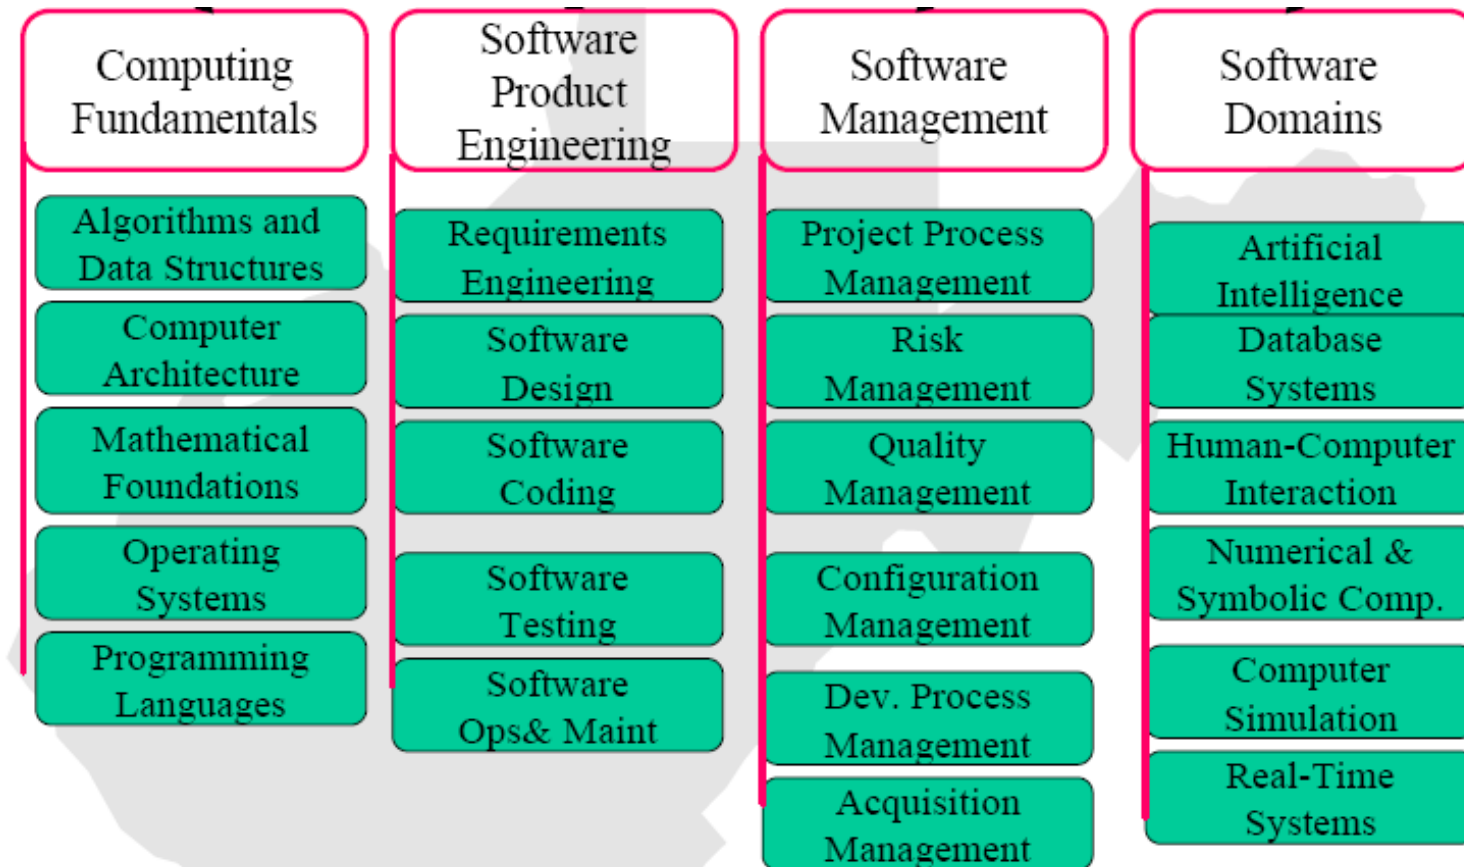 Computing
Fundamentals
Algorithms and
Data Structures
Computer
Architecture
Mathematical
Foundations
Operating
Systems
Programming
Languages
Software
Product
Engineering
Requirements
Engineering
Software
Design
Software
Coding
Software
Testing
Software
Ops& Maint
Software
Management
Project Process
Management
Risk
Management
Quality
Management
Configuration
Management
Dev. Process
Management
Acquisition
Management
Software
Domains
Artificial
Intelligence
Database
Systems
Human-Computer
Interaction
Numerical &
Symbolic Comp.
Computer
Simulation
Real-Time
Systems